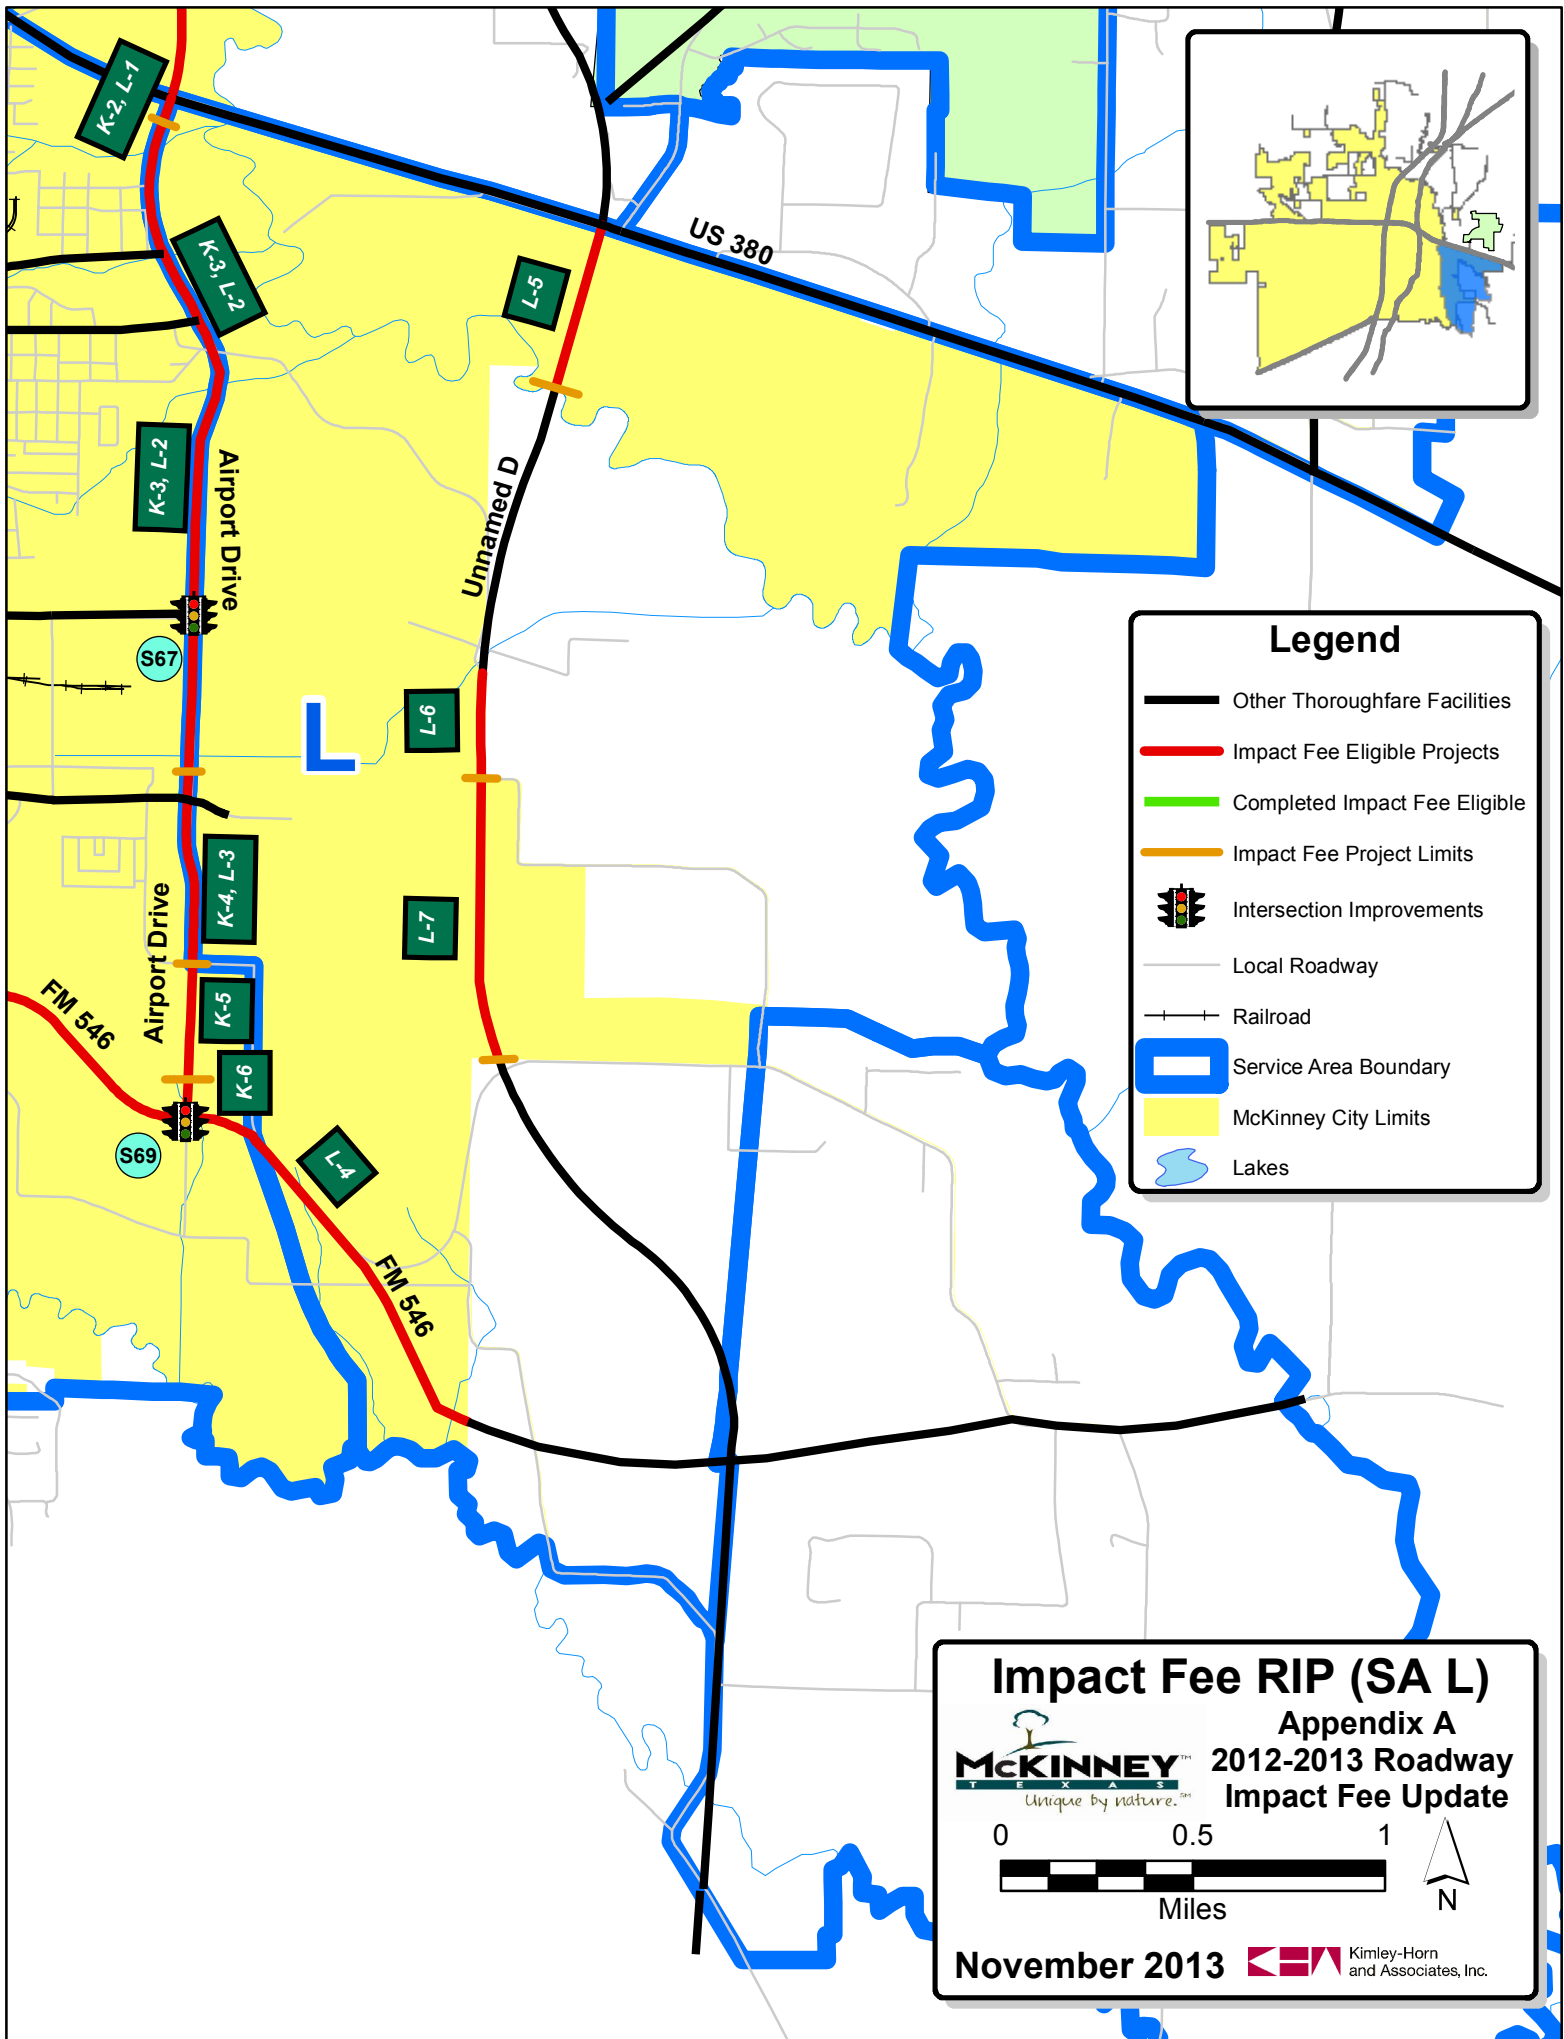 K-2, L-1
K-3, L-2
L-5
US 380
K-3, L-2
Airport Drive
Unnamed D
S67
L
L-6
K-4, L-3
L-7
Airport Drive
K-5
FM 546
K-6
S69
L-4
FM 546
Legend
Other Thoroughfare Facilities
Impact Fee Eligible Projects
Completed Impact Fee Eligible
Impact Fee Project Limits
Intersection Improvements
Local Roadway
Railroad
Service Area Boundary
McKinney City Limits
Lakes
Impact Fee RIP (SA L)
Appendix A
2012-2013 Roadway
Impact Fee Update
McKINNEY™
TEXAS
Unique by nature.℠
0 0.5 1
Miles
N
November 2013
Kimley-Horn
and Associates, Inc.